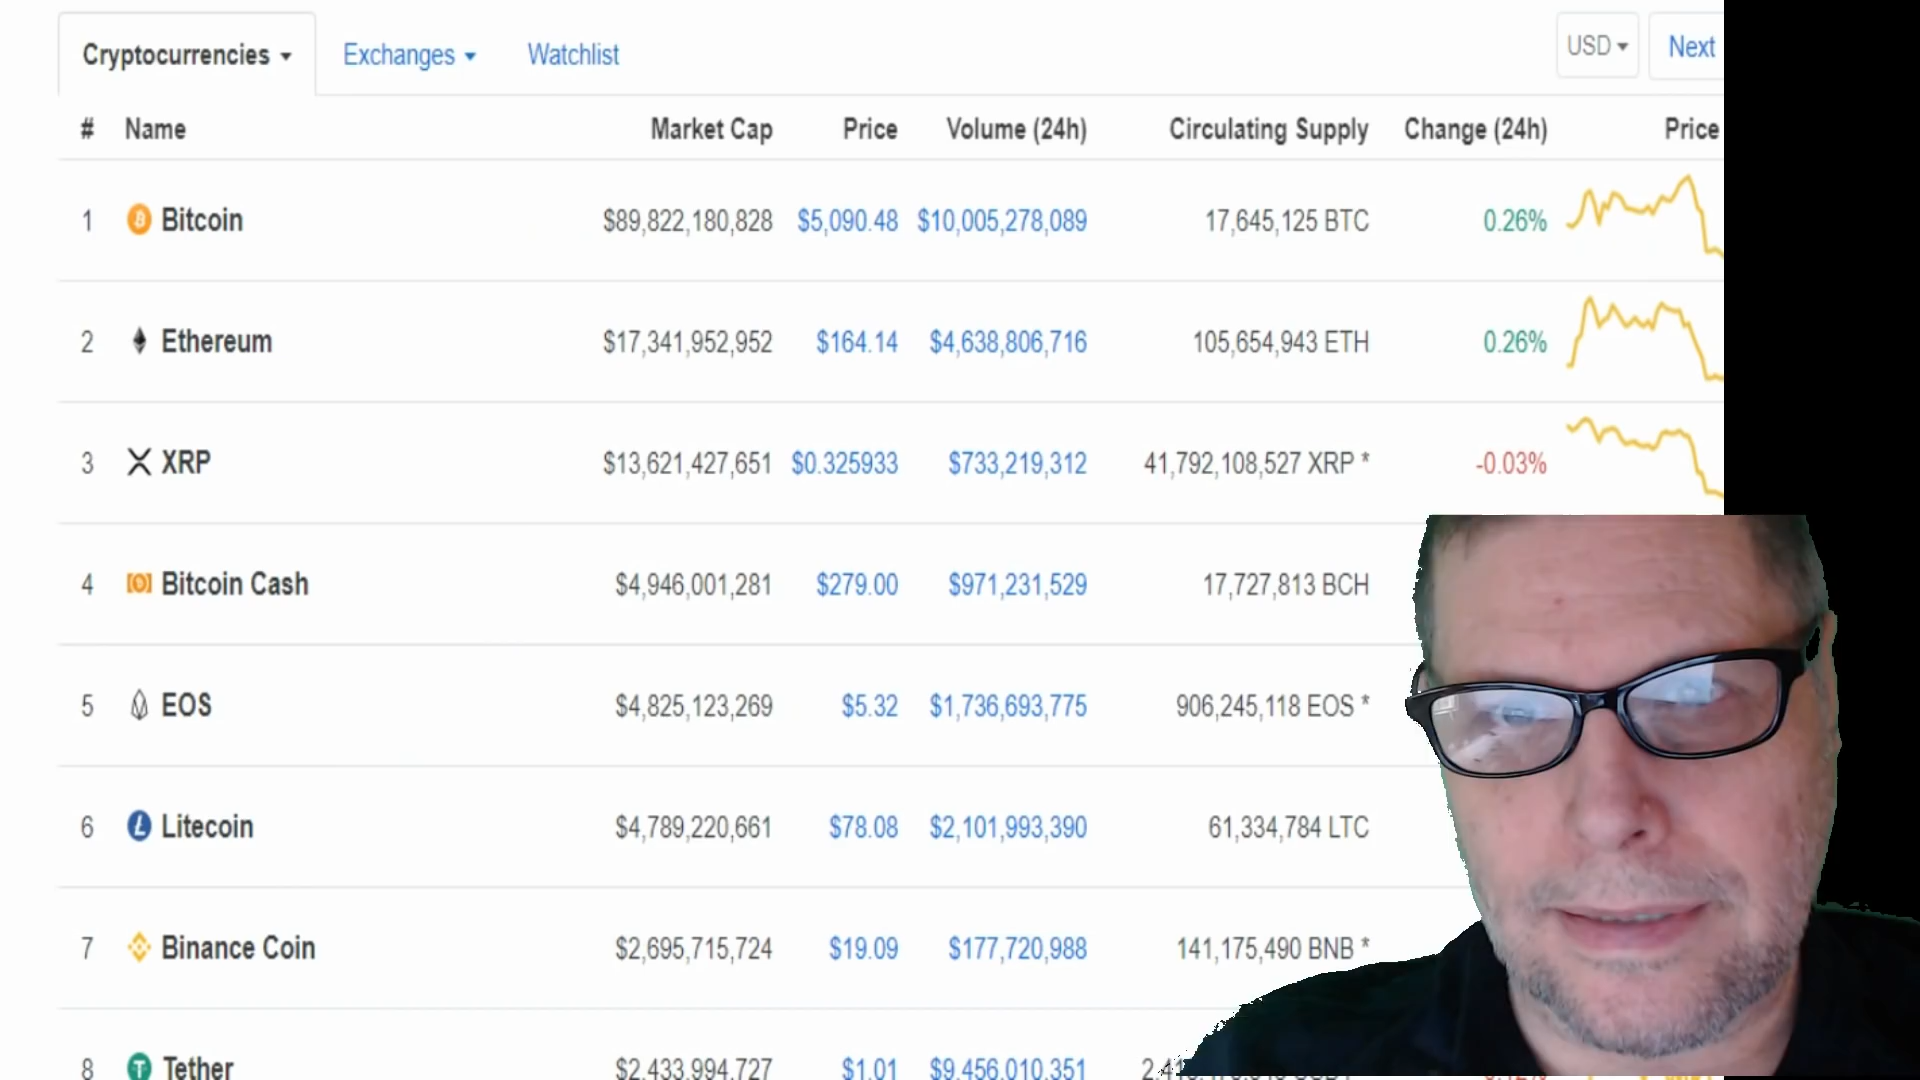 Cryptocurrencies Exchanges Watchlist USD Next
# Name Market Cap Price Volume (24h) Circulating Supply Change (24h) Price
1 Bitcoin $89,822,180,828 $5,090.48 $10,005,278,089 17,645,125 BTC 0.26%
2 Ethereum $17,341,952,952 $164.14 $4,638,806,716 105,654,943 ETH 0.26%
3 XRP $13,621,427,651 $0.325933 $733,219,312 41,792,108,527 XRP * -0.03%
4 Bitcoin Cash $4,946,001,281 $279.00 $971,231,529 17,727,813 BCH
5 EOS $4,825,123,269 $5.32 $1,736,693,775 906,245,118 EOS *
6 Litecoin $4,789,220,661 $78.08 $2,101,993,390 61,334,784 LTC
7 Binance Coin $2,695,715,724 $19.09 $177,720,988 141,175,490 BNB *
8 Tether $2,433,994,727 $1.01 $9,456,010,351